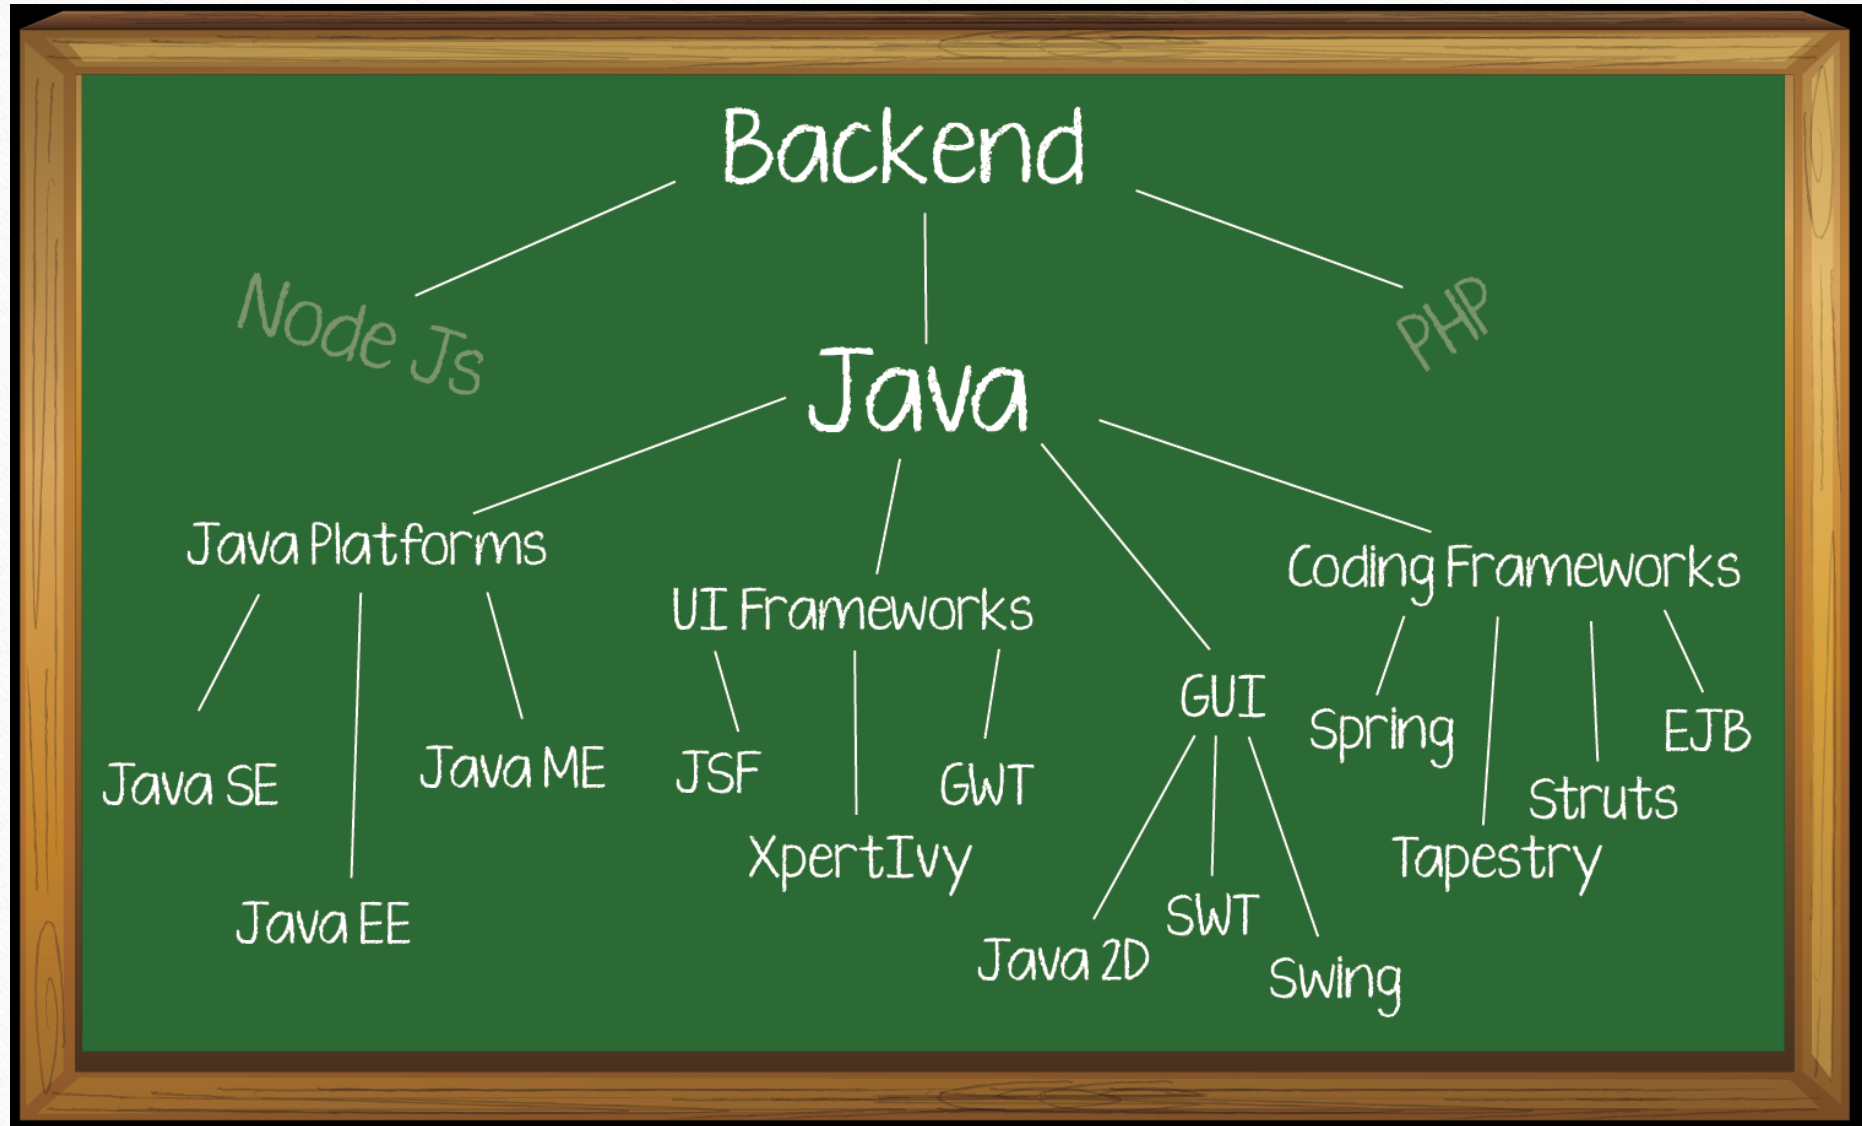 Backend
Node Js
PHP
Java
Java Platforms
UI Frameworks
GUI
Coding Frameworks
Java SE
Java EE
Java ME
JSF
XpertIvy
GWT
Java 2D
SWT
Swing
Spring
Tapestry
Struts
EJB